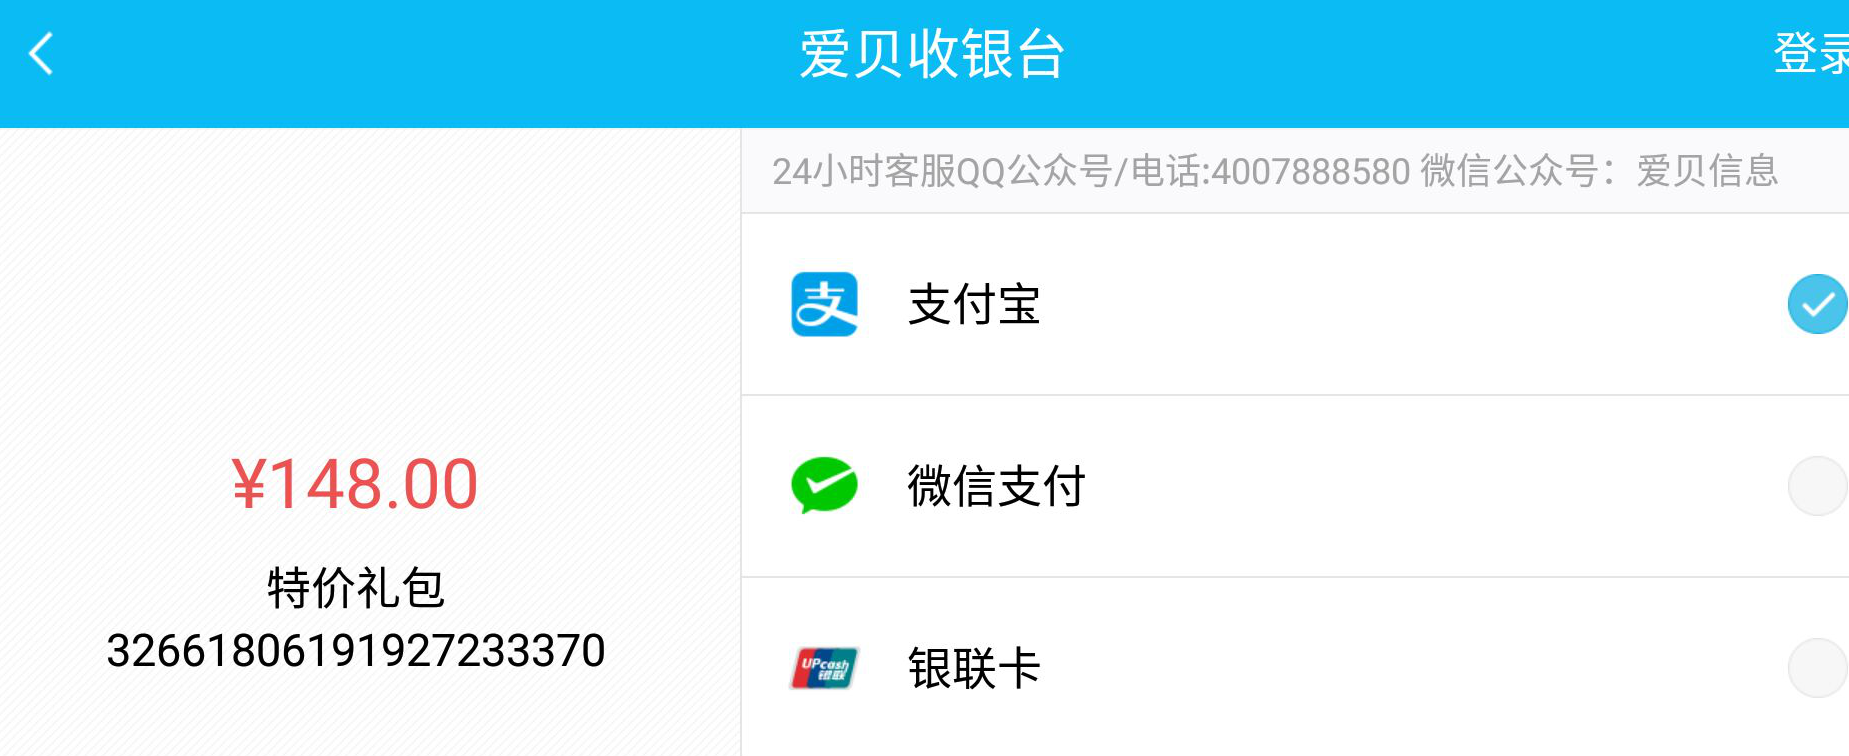 爱贝收银台
登录
24小时客服QQ公众号/电话:4007888580 微信公众号：爱贝信息
支付宝
微信支付
¥148.00
特价礼包
32661806191927233370
UPcash
银联
银联卡